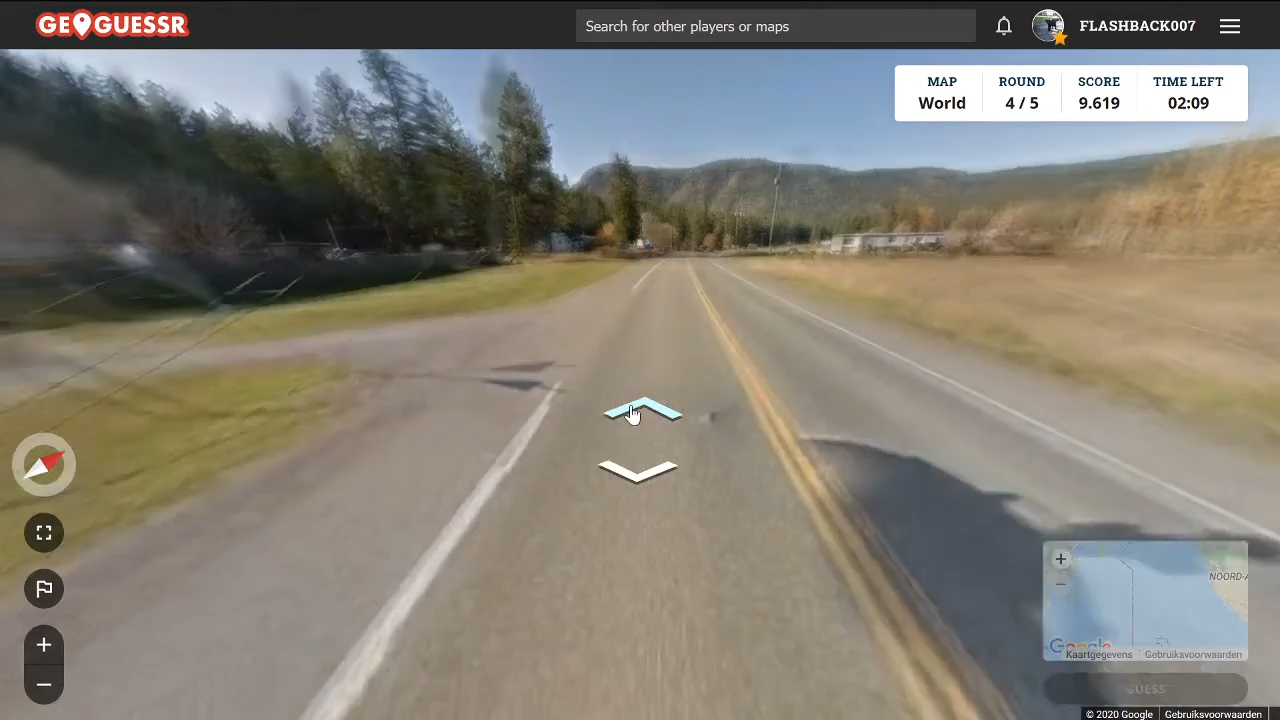 GEOGUESSR
Search for other players or maps
FLASHBACK007
MAP ROUND SCORE TIME LEFT
World 4 / 5 9.619 02:09
+
−
+
−
NOORD-A
Google
Kaartgegevens Gebruiksvoorwaarden
GUESS
© 2020 Google Gebruiksvoorwaarden